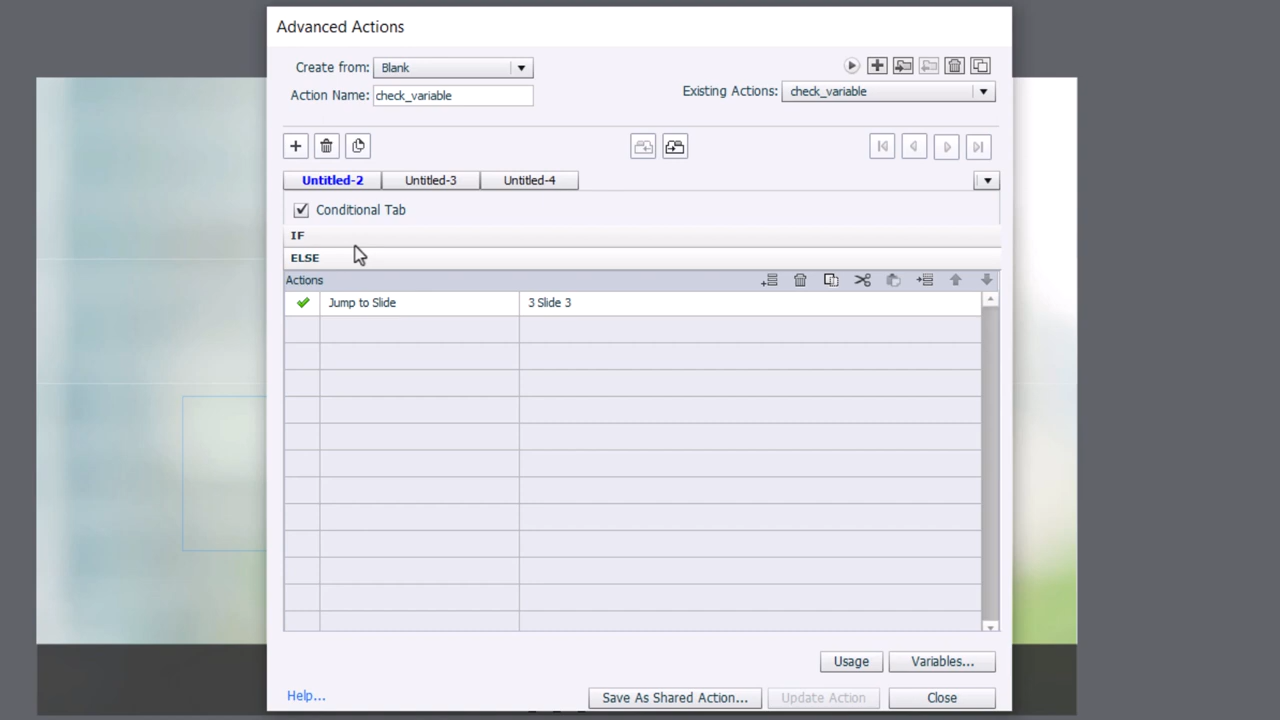 Advanced Actions
Create from: Blank
Action Name: check_variable
Existing Actions: check_variable
Untitled-2 Untitled-3 Untitled-4
Conditional Tab
IF
ELSE
Actions
Jump to Slide 3 Slide 3
Usage Variables...
Help... Save As Shared Action... Update Action Close